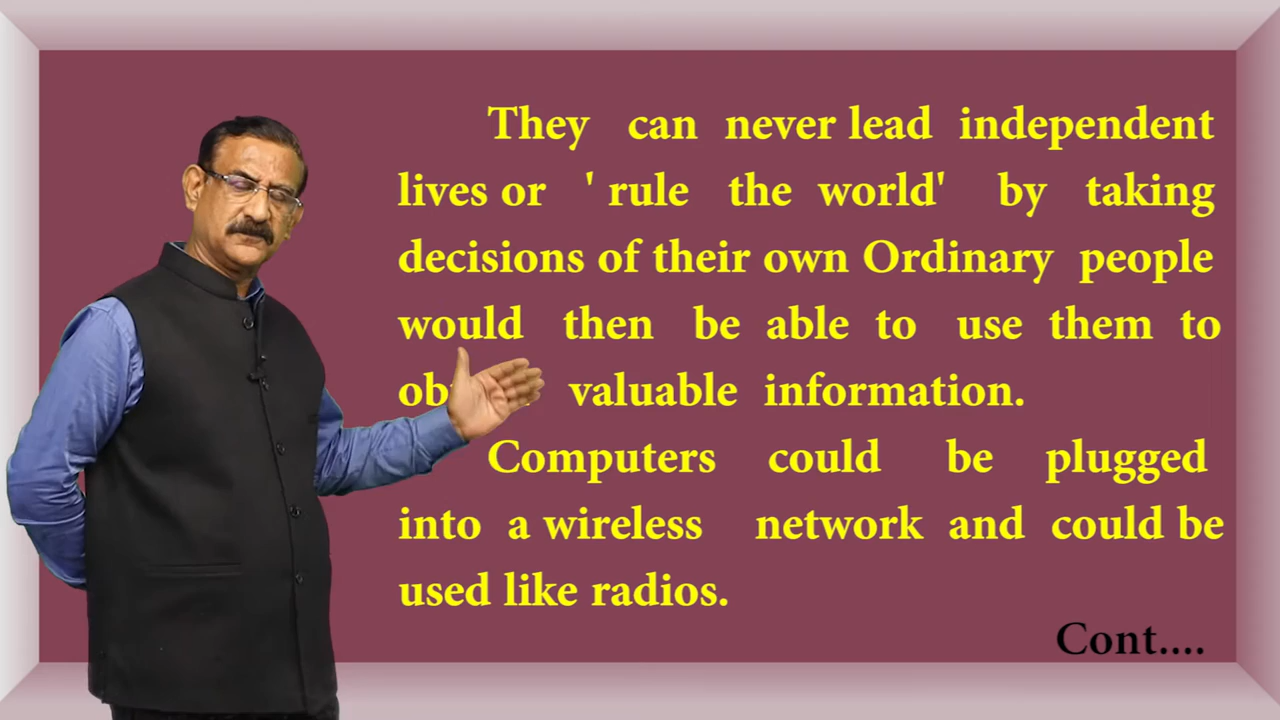 They can never lead independent
lives or ' rule the world' by taking
decisions of their own Ordinary people
would then be able to use them to
valuable information.
Computers could be plugged
into a wireless network and could be
used like radios.
Cont....